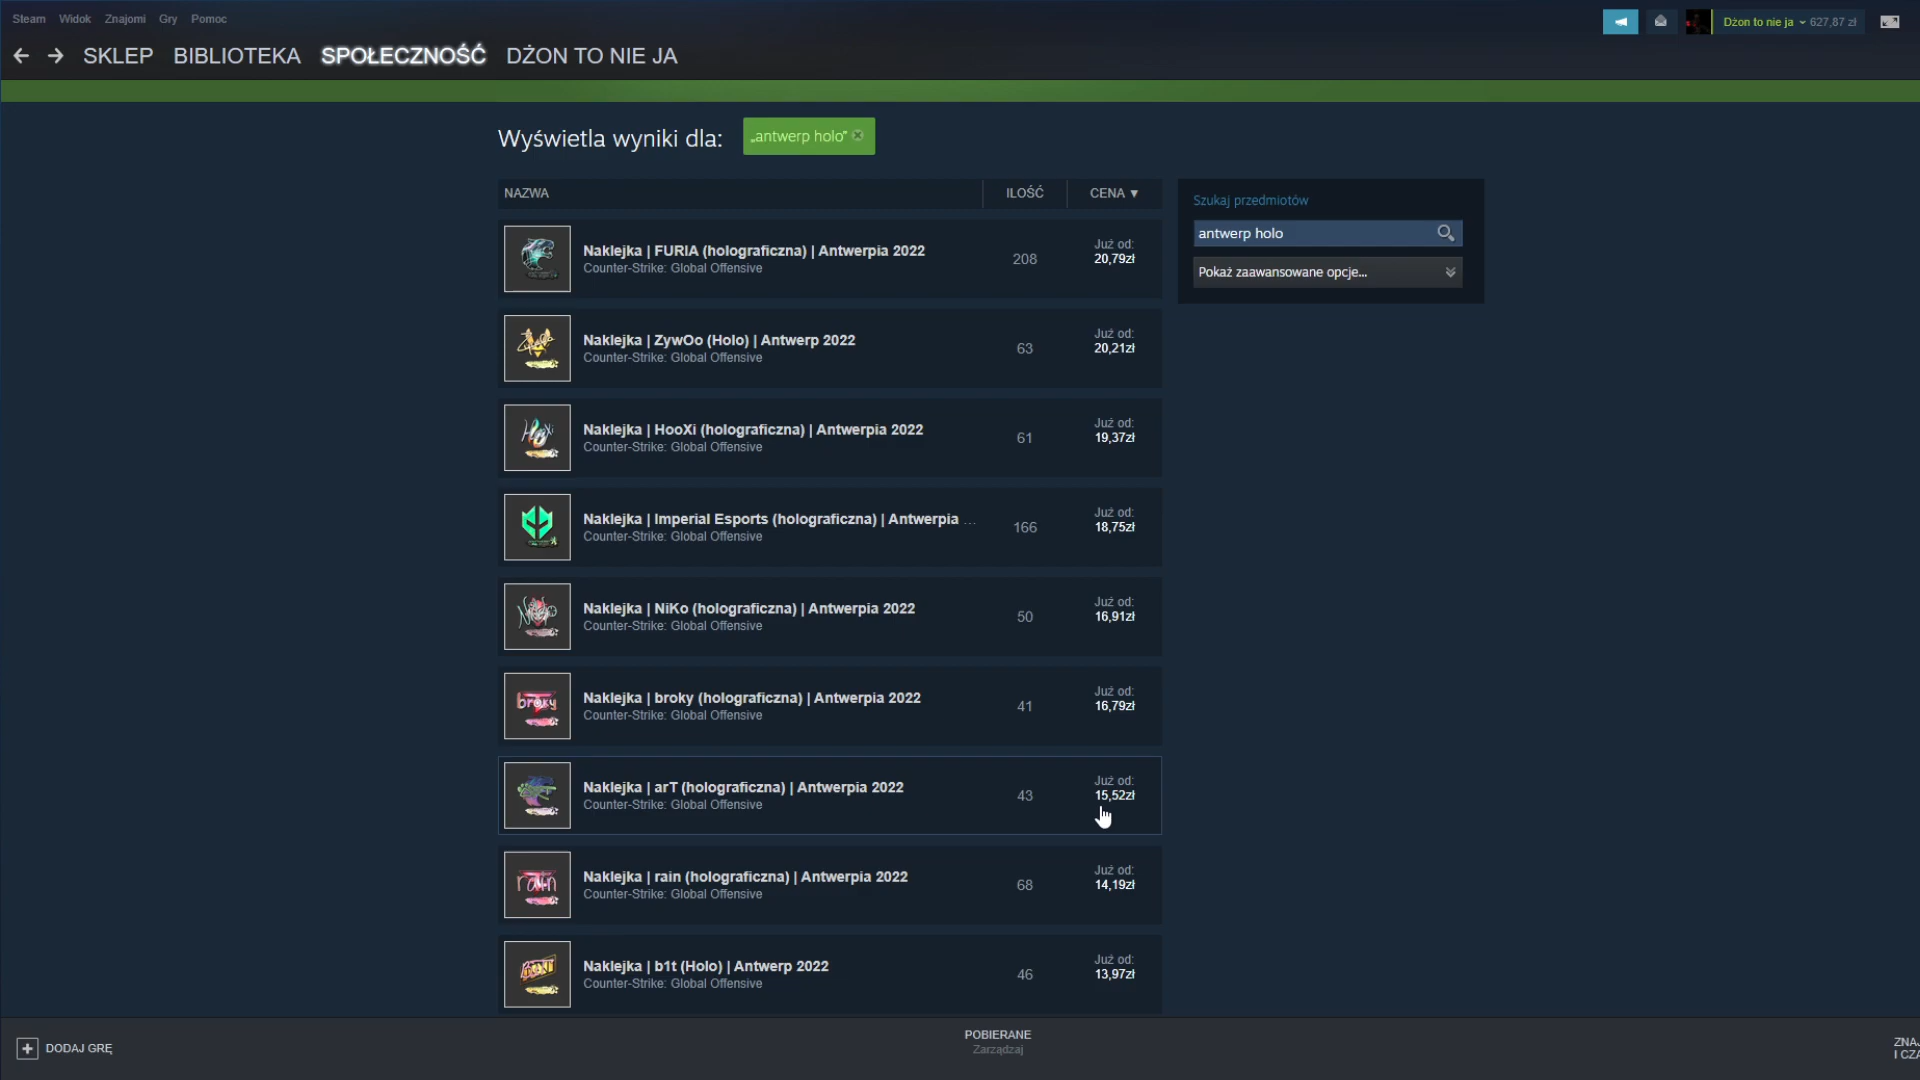 Steam Widok Znajomi Gry Pomoc
Dżon to nie ja 627,87 zł
SKLEP BIBLIOTEKA SPOŁECZNOŚĆ DŻON TO NIE JA
Wyświetla wyniki dla: „antwerp holo”
NAZWA ILOŚĆ CENA ▼
Szukaj przedmiotów
antwerp holo
Pokaż zaawansowane opcje...
Naklejka | FURIA (holograficzna) | Antwerpia 2022
Counter-Strike: Global Offensive
208
Już od:
20,79zł
Naklejka | ZywOo (Holo) | Antwerp 2022
Counter-Strike: Global Offensive
63
Już od:
20,21zł
Naklejka | HooXi (holograficzna) | Antwerpia 2022
Counter-Strike: Global Offensive
61
Już od:
19,37zł
Naklejka | Imperial Esports (holograficzna) | Antwerpia ...
Counter-Strike: Global Offensive
166
Już od:
18,75zł
Naklejka | NiKo (holograficzna) | Antwerpia 2022
Counter-Strike: Global Offensive
50
Już od:
16,91zł
broky
Naklejka | broky (holograficzna) | Antwerpia 2022
Counter-Strike: Global Offensive
41
Już od:
16,79zł
Naklejka | arT (holograficzna) | Antwerpia 2022
Counter-Strike: Global Offensive
43
Już od:
15,52zł
rain
Naklejka | rain (holograficzna) | Antwerpia 2022
Counter-Strike: Global Offensive
68
Już od:
14,19zł
Naklejka | b1t (Holo) | Antwerp 2022
Counter-Strike: Global Offensive
46
Już od:
13,97zł
DODAJ GRĘ
POBIERANE
Zarządzaj
ZNAJ
I CZA